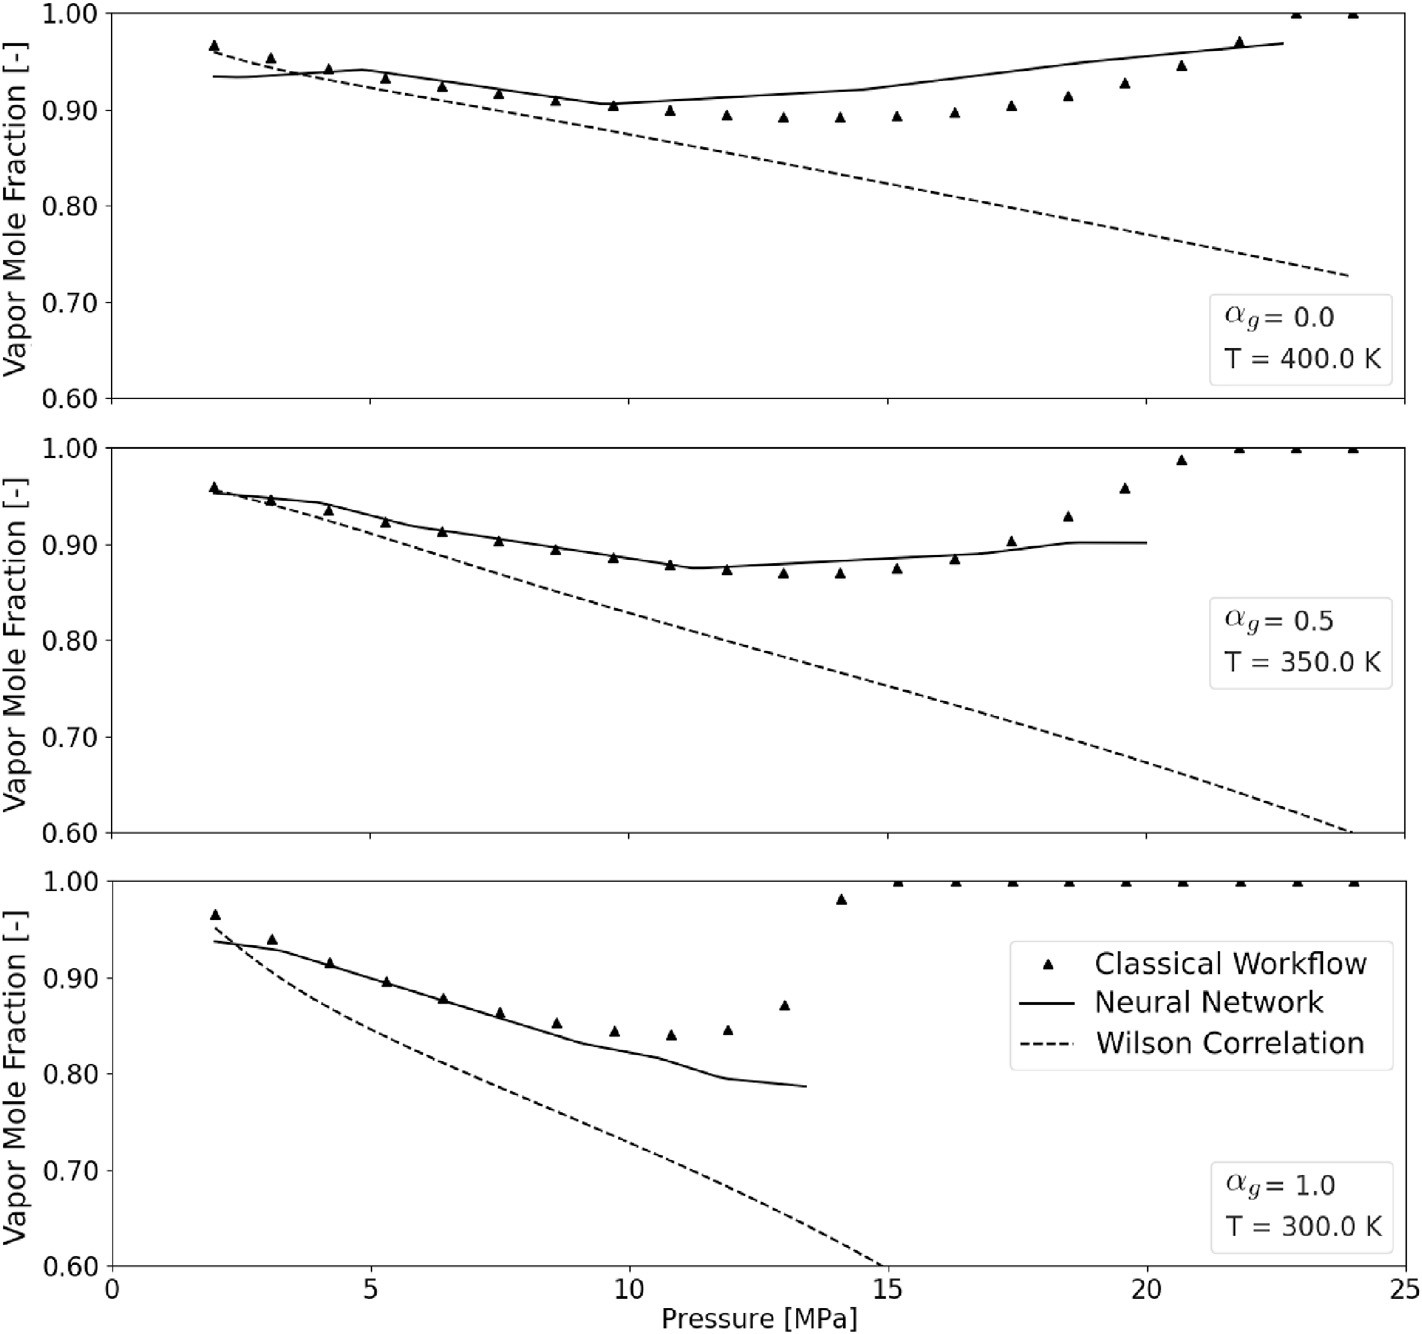 1.00
0.90
0.80
0.70
0.60
Vapor Mole Fraction [-]
α_g = 0.0
T = 400.0 K
1.00
0.90
0.80
0.70
0.60
Vapor Mole Fraction [-]
α_g = 0.5
T = 350.0 K
1.00
0.90
0.80
0.70
0.60
Vapor Mole Fraction [-]
Classical Workflow
Neural Network
Wilson Correlation
α_g = 1.0
T = 300.0 K
0 5 10 15 20 25
Pressure [MPa]